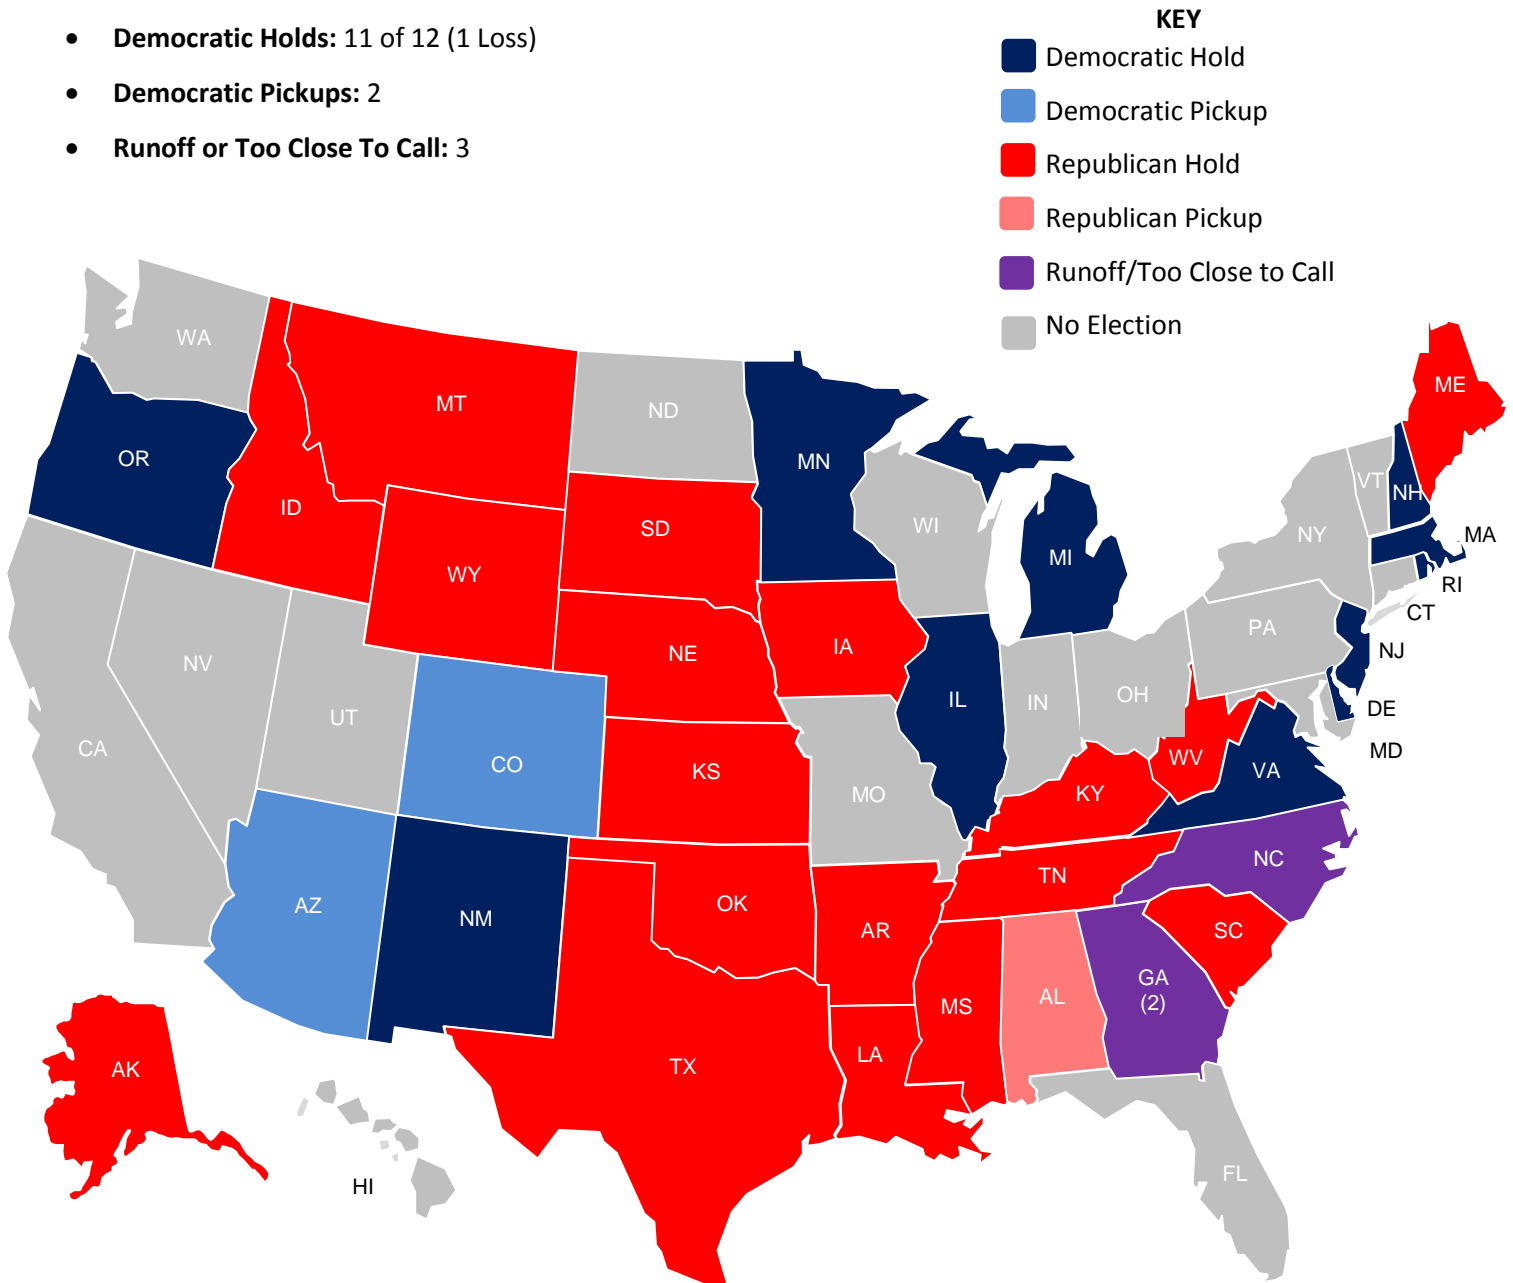 • Democratic Holds: 11 of 12 (1 Loss)
• Democratic Pickups: 2
• Runoff or Too Close To Call: 3
KEY
Democratic Hold
Democratic Pickup
Republican Hold
Republican Pickup
Runoff/Too Close to Call
No Election
WA
OR
MT
ID
ND
MN
SD
WY
WI
MI
ME
VT
NH
NY
MA
RI
CT
PA
NJ
DE
MD
NE
IA
IL
IN
OH
NV
UT
CA
CO
KS
MO
KY
WV
VA
NC
TN
AZ
NM
OK
AR
SC
MS
AL
GA
(2)
LA
TX
AK
HI
FL